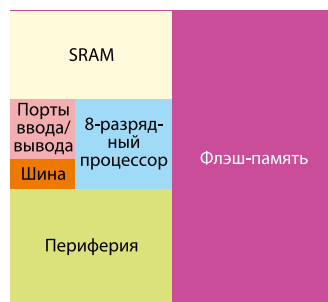 SRAM
Порты
ввода/
вывода
8-разряд-
ный
процессор
Флэш-память
Шина
Периферия